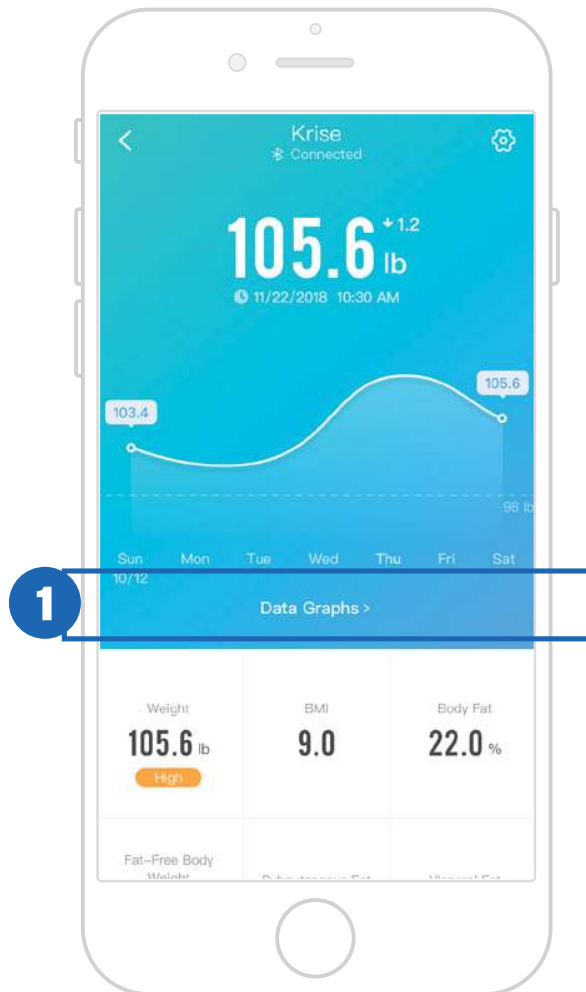 Krise
Connected
105.6 lb ↓ 1.2
11/22/2018 10:30 AM
105.6
103.4
98 lb
Sun Mon Tue Wed Thu Fri Sat
10/12
1
Data Graphs >
Weight BMI Body Fat
105.6 lb 9.0 22.0 %
High
Fat-Free Body
Weight